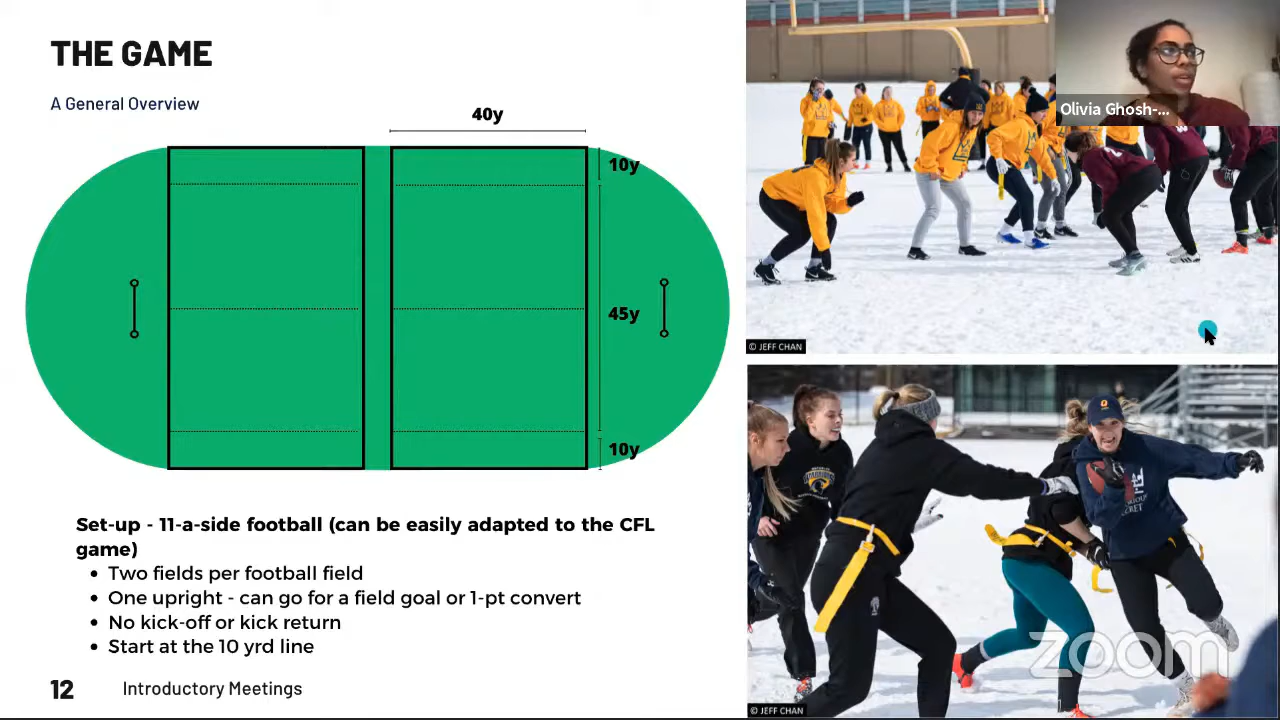 THE GAME
A General Overview
40y
10y
45y
10y
Set-up - 11-a-side football (can be easily adapted to the CFL
game)
• Two fields per football field
• One upright - can go for a field goal or 1-pt convert
• No kick-off or kick return
• Start at the 10 yrd line
12
Introductory Meetings
Olivia Ghosh-...
© JEFF CHAN
zoom
© JEFF CHAN